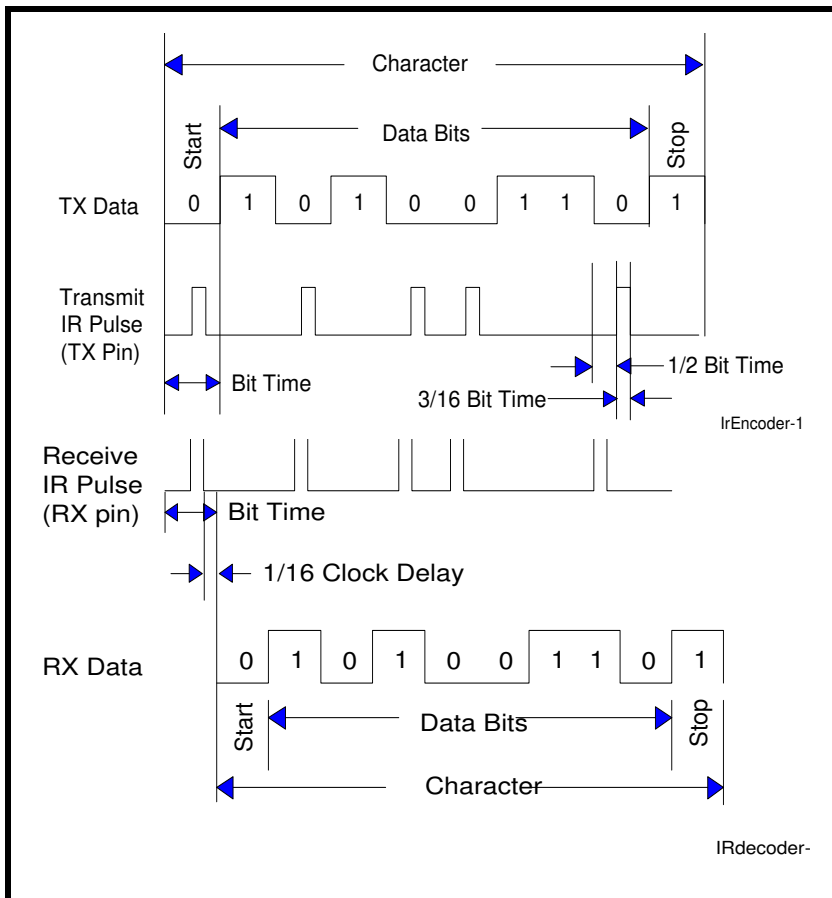 Character
Start
Data Bits
Stop
TX Data
0 1 0 1 0 0 1 1 0 1
Transmit
IR Pulse
(TX Pin)
Bit Time
1/2 Bit Time
3/16 Bit Time
IrEncoder-1
Receive
IR Pulse
(RX pin)
Bit Time
1/16 Clock Delay
RX Data
0 1 0 1 0 0 1 1 0 1
Start
Data Bits
Stop
Character
IRdecoder-